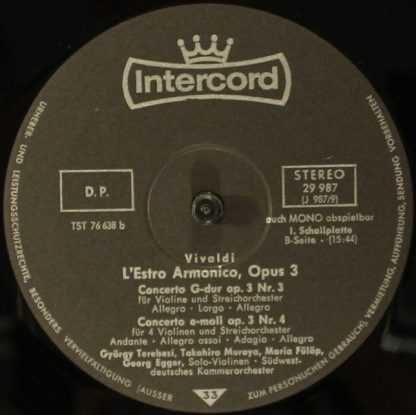 Intercord
D.P.
TST 76 638 b
STEREO
29 987
(J 987/9)
auch MONO abspielbar
1. Schallplatte
B-Seite - (15:44)
Vivaldi
L'Estro Armonico, Opus 3
Concerto G-dur op. 3 Nr. 3
für Violine und Streichorchester
Allegro - Largo - Allegro
Concerto e-moll op. 3 Nr. 4
für 4 Violinen und Streichorchester
Andante - Allegro assai - Adagio - Allegro
György Terebesi, Takahiro Muroya, Maria Fülöp,
Georg Egger, Solo-Violinen - Südwest-
deutsches Kammerorchester
33
URHEBER- UND LEISTUNGSSCHUTZRECHTE, BESONDERS VERVIELFÄLTIGUNG (AUSSER ZUM PERSÖNLICHEN GEBRAUCH), VERMIETUNG, AUFFÜHRUNG, SENDUNG VORBEHALTEN